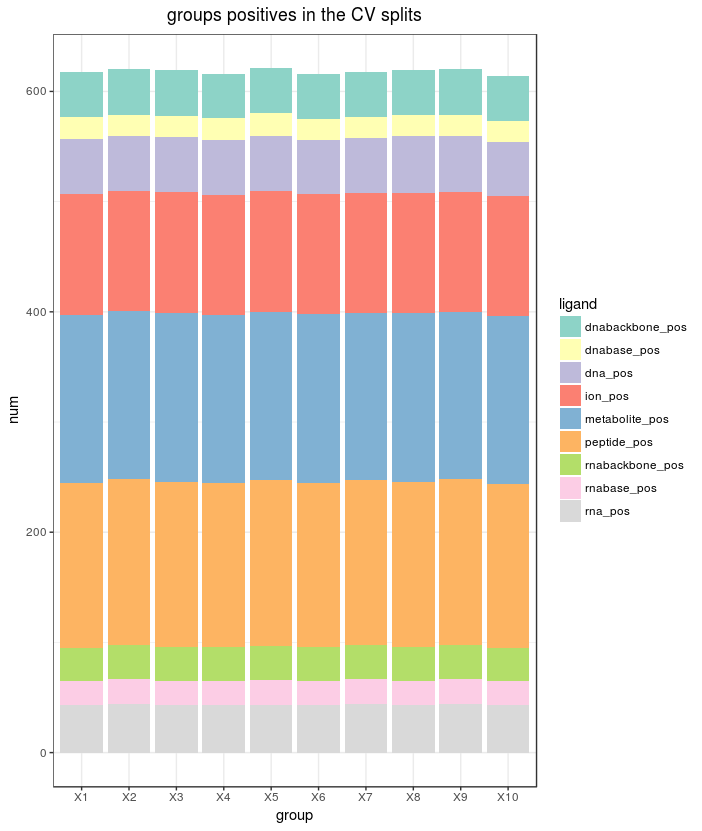 groups positives in the CV splits
600
400
200
0
num
X1 X2 X3 X4 X5 X6 X7 X8 X9 X10
group
ligand
dnabackbone_pos
dnabase_pos
dna_pos
ion_pos
metabolite_pos
peptide_pos
rnabackbone_pos
rnabase_pos
rna_pos